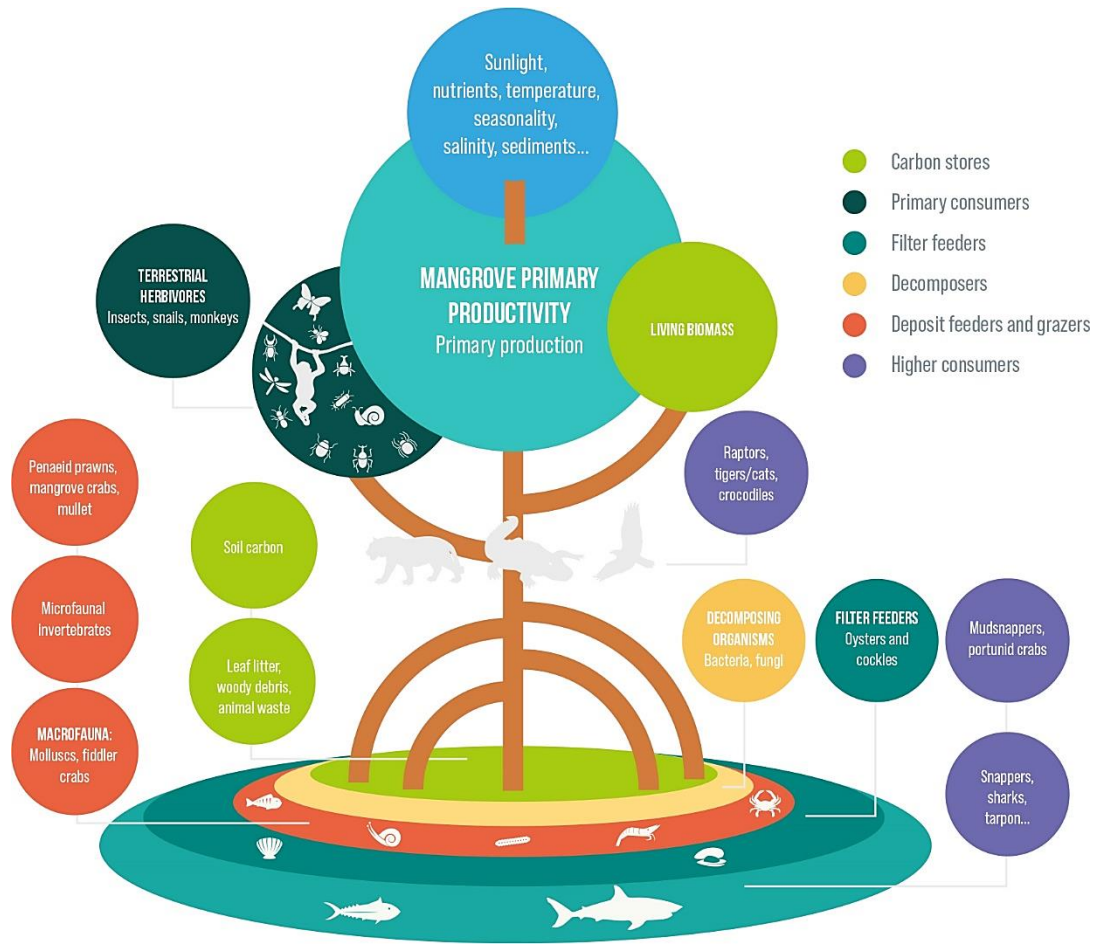 Sunlight,
nutrients, temperature,
seasonality,
salinity, sediments...
Carbon stores
Primary consumers
Filter feeders
Decomposers
Deposit feeders and grazers
Higher consumers
MANGROVE PRIMARY
PRODUCTIVITY
Primary production
TERRESTRIAL
HERBIVORES
Insects, snails, monkeys
LIVING BIOMASS
Raptors,
tigers/cats,
crocodiles
Penaeid prawns,
mangrove crabs,
mullet
Soil carbon
Microfaunal
invertebrates
Leaf litter,
woody debris,
animal waste
MACROFAUNA:
Molluscs, fiddler
crabs
DECOMPOSING
ORGANISMS
Bacteria, fungI
FILTER FEEDERS
Oysters and
cockles
Mudsnappers,
portunid crabs
Snappers,
sharks,
tarpon...